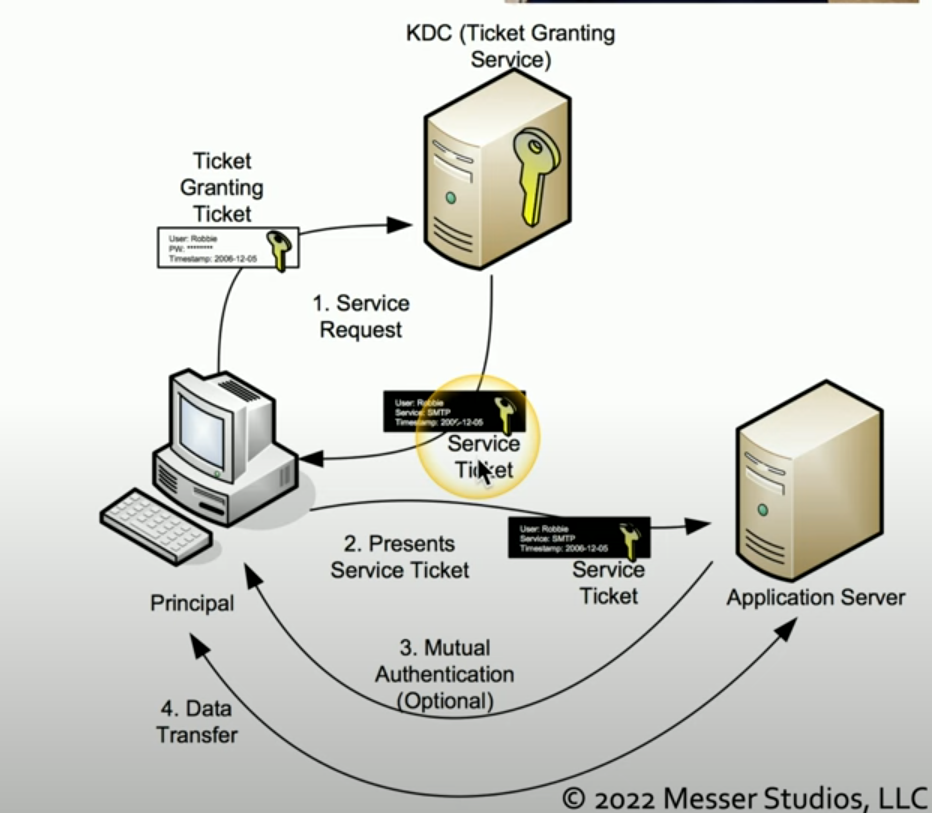 KDC (Ticket Granting
Service)
Ticket
Granting
Ticket
User: Robbie
PW: ********
Timestamp: 2006-12-05
1. Service
Request
User: Robbie
Service: SMTP
Timestamp: 2006-12-05
Service
Ticket
2. Presents
Service Ticket
User: Robbie
Service: SMTP
Timestamp: 2006-12-05
Service
Ticket
Principal
Application Server
3. Mutual
Authentication
(Optional)
4. Data
Transfer
© 2022 Messer Studios, LLC